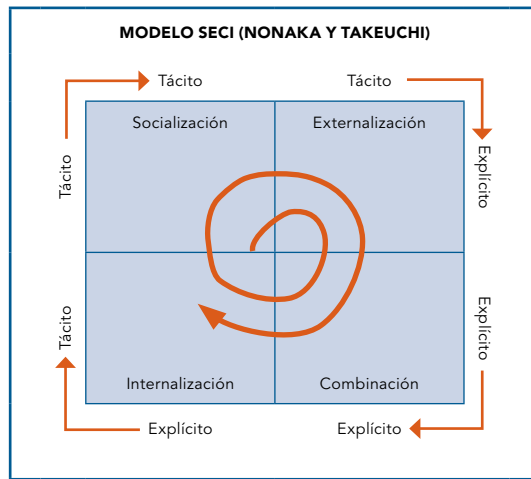 MODELO SECI (NONAKA Y TAKEUCHI)
Tácito
Tácito
Socialización
Externalización
Tácito
Explícito
Tácito
Explícito
Internalización
Combinación
Explícito
Explícito